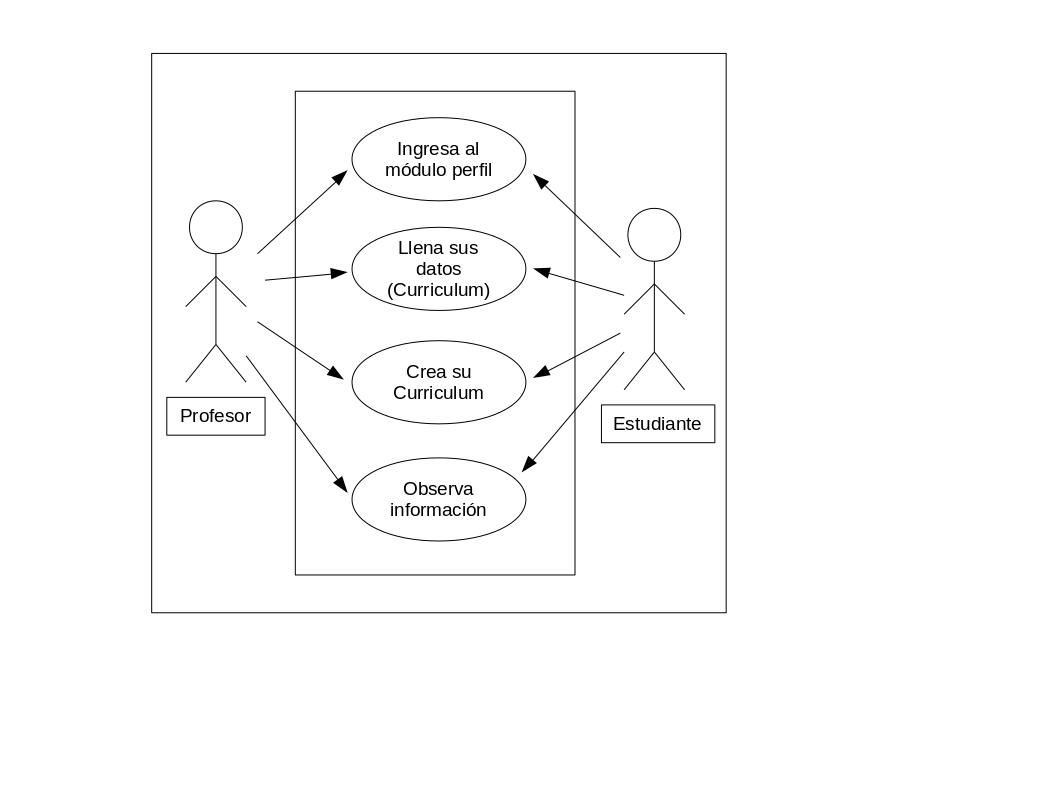 Ingresa al
módulo perfil
Llena sus
datos
(Curriculum)
Crea su
Curriculum
Profesor
Estudiante
Observa
información